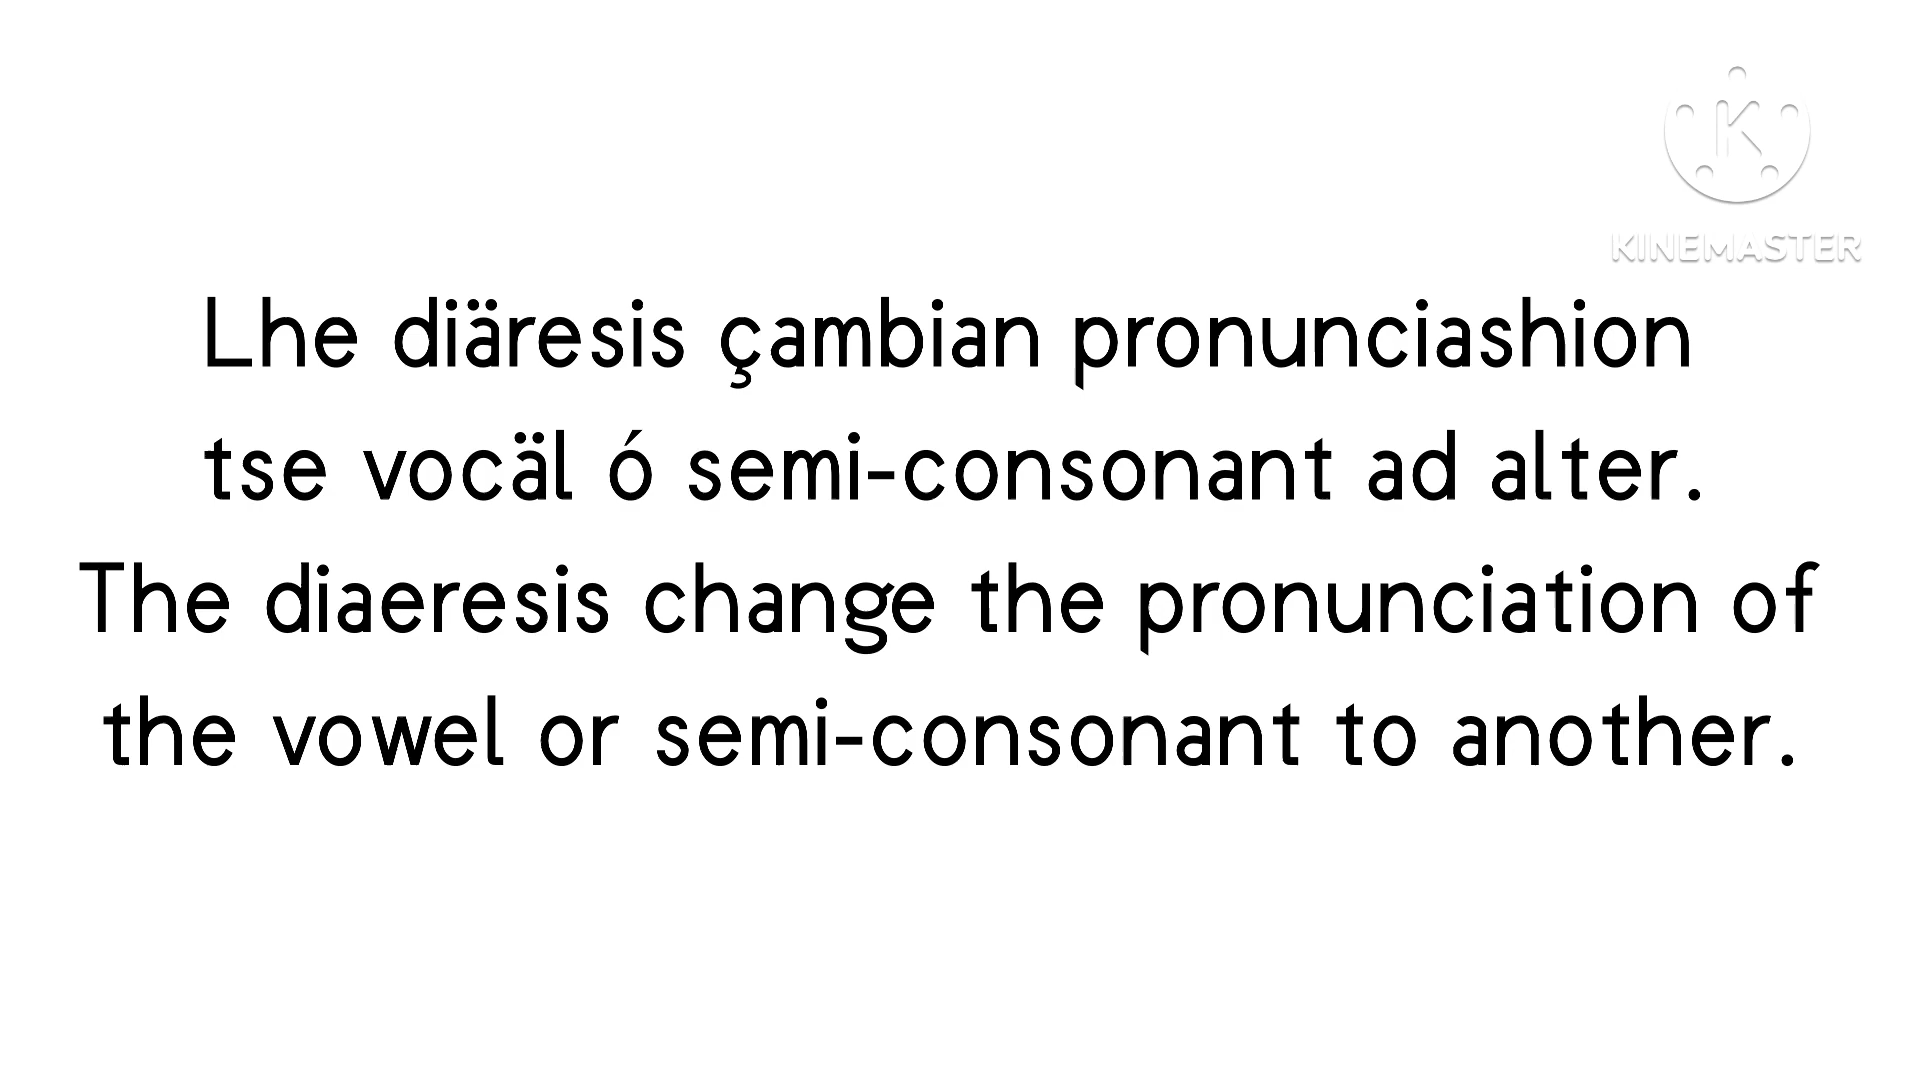 KINEMASTER
Lhe diäresis çambian pronunciashion
tse vocäl ó semi-consonant ad alter.
The diaeresis change the pronunciation of
the vowel or semi-consonant to another.